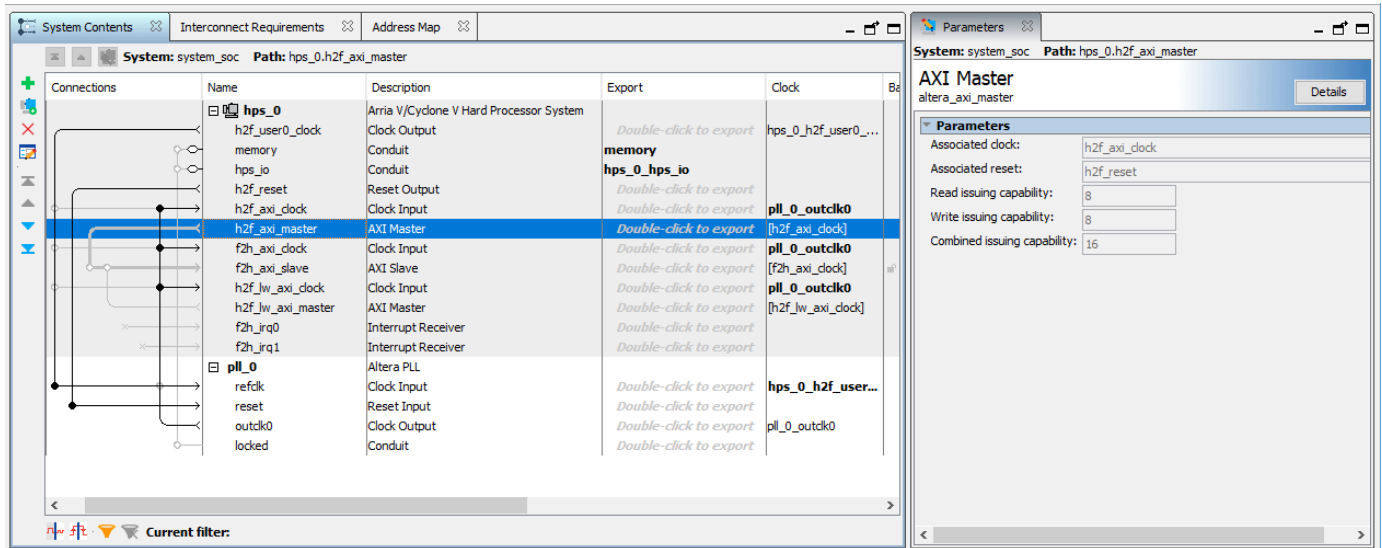 System Contents Interconnect Requirements Address Map
System: system_soc Path: hps_0.h2f_axi_master
Connections Name Description Export Clock Ba
hps_0 Arria V/Cyclone V Hard Processor System
h2f_user0_clock Clock Output Double-click to export hps_0_h2f_user0_...
memory Conduit memory
hps_io Conduit hps_0_hps_io
h2f_reset Reset Output Double-click to export
h2f_axi_clock Clock Input Double-click to export pll_0_outclk0
h2f_axi_master AXI Master Double-click to export [h2f_axi_clock]
f2h_axi_clock Clock Input Double-click to export pll_0_outclk0
f2h_axi_slave AXI Slave Double-click to export [f2h_axi_clock]
h2f_lw_axi_clock Clock Input Double-click to export pll_0_outclk0
h2f_lw_axi_master AXI Master Double-click to export [h2f_lw_axi_clock]
f2h_irq0 Interrupt Receiver Double-click to export
f2h_irq1 Interrupt Receiver Double-click to export
pll_0 Altera PLL
refclk Clock Input Double-click to export hps_0_h2f_user...
reset Reset Input Double-click to export
outclk0 Clock Output Double-click to export pll_0_outclk0
locked Conduit Double-click to export
Current filter:
Parameters
System: system_soc Path: hps_0.h2f_axi_master
AXI Master
altera_axi_master
Details
Parameters
Associated clock: h2f_axi_clock
Associated reset: h2f_reset
Read issuing capability: 8
Write issuing capability: 8
Combined issuing capability: 16